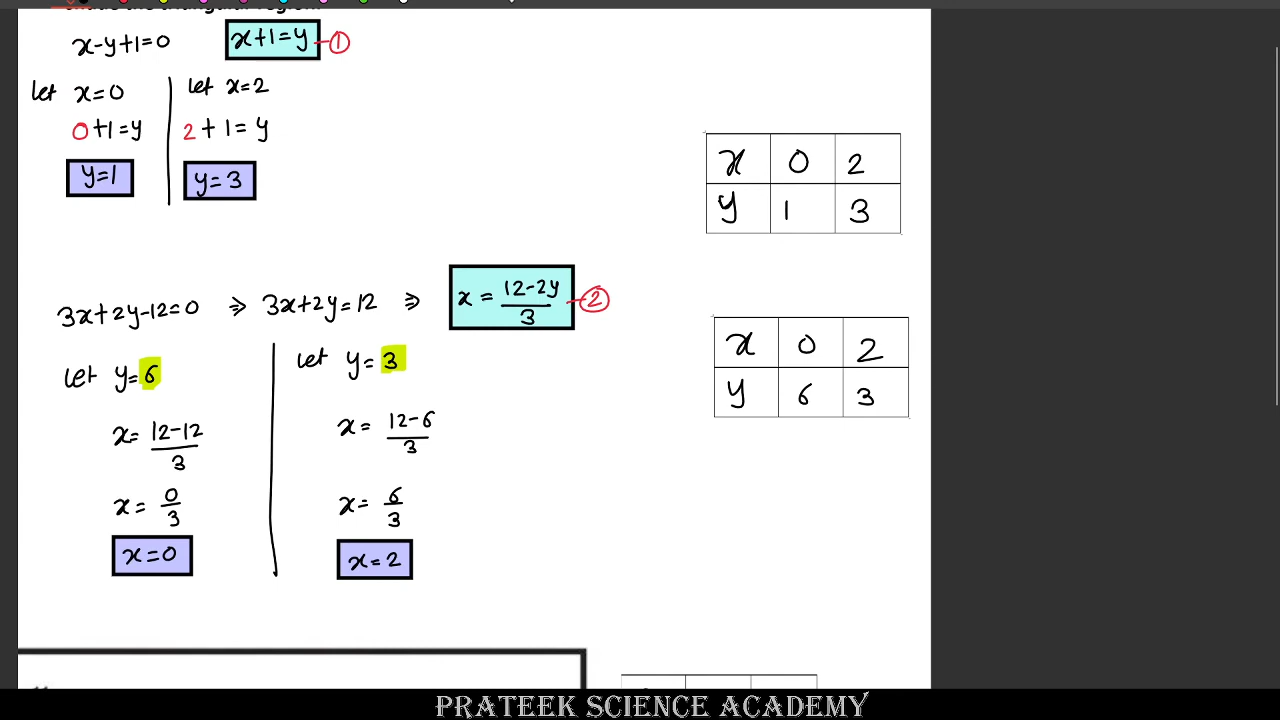 x-y+1=0 x+1=y ①
let x=0 let x=2
0+1=y 2+1=y
y=1 y=3
x 0 2
y 1 3
3x+2y-12=0 ⇒ 3x+2y=12 ⇒ x = (12-2y)/3 ②
let y=6 let y=3
x= (12-12)/3 x= (12-6)/3
x= 0/3 x= 6/3
x=0 x=2
x 0 2
y 6 3
PRATEEK SCIENCE ACADEMY